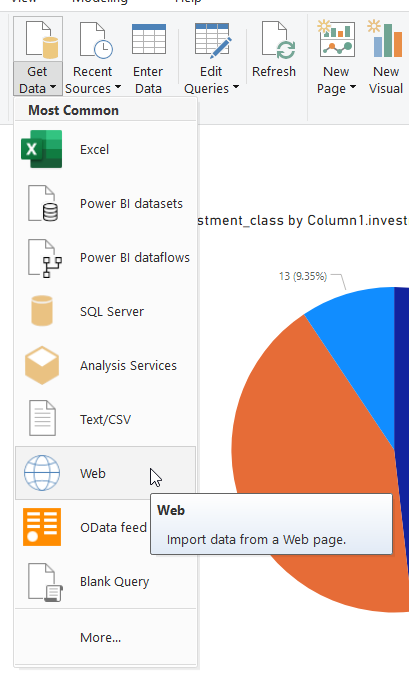 View Modeling Help
Get Data
Recent Sources
Enter Data
Edit Queries
Refresh
New Page
New Visual
Most Common
Excel
Power BI datasets
Power BI dataflows
SQL Server
Analysis Services
Text/CSV
Web
OData feed
Blank Query
More...
Web
Import data from a Web page.
stment_class by Column1.invest
13 (9.35%)